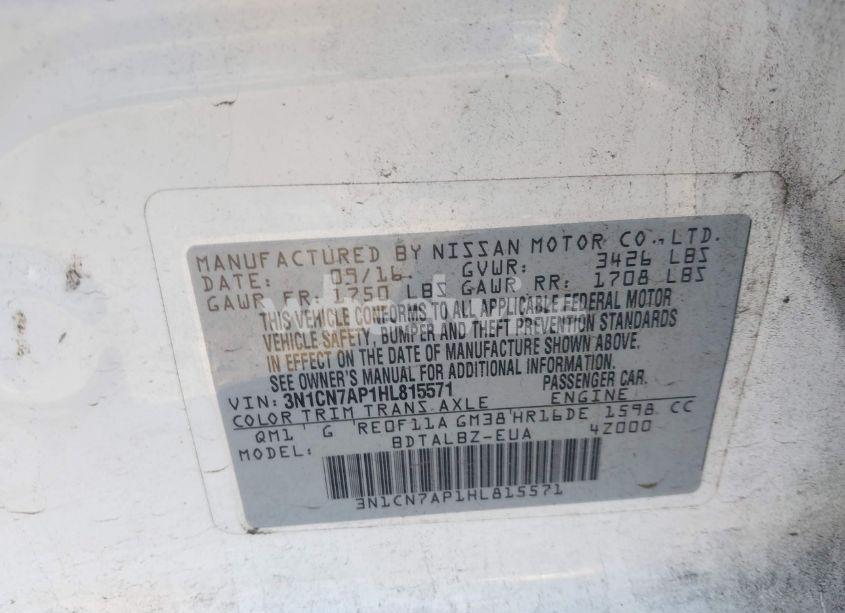 MANUFACTURED BY NISSAN MOTOR CO.,LTD.
DATE: 09/16 GVWR: 3426 LBS
GAWR FR: 1750 LBS GAWR RR: 1708 LBS
THIS VEHICLE CONFORMS TO ALL APPLICABLE FEDERAL MOTOR
VEHICLE SAFETY, BUMPER AND THEFT PREVENTION STANDARDS
IN EFFECT ON THE DATE OF MANUFACTURE SHOWN ABOVE.
SEE OWNER'S MANUAL FOR ADDITIONAL INFORMATION.
VIN: 3N1CN7AP1HL815571 PASSENGER CAR.
COLOR TRIM TRANS AXLE ENGINE
QM1 G RE0F11A GM38 HR16DE 1598 CC
MODEL: BDTALBZ-EUA 4Z000
3N1CN7AP1HL815571